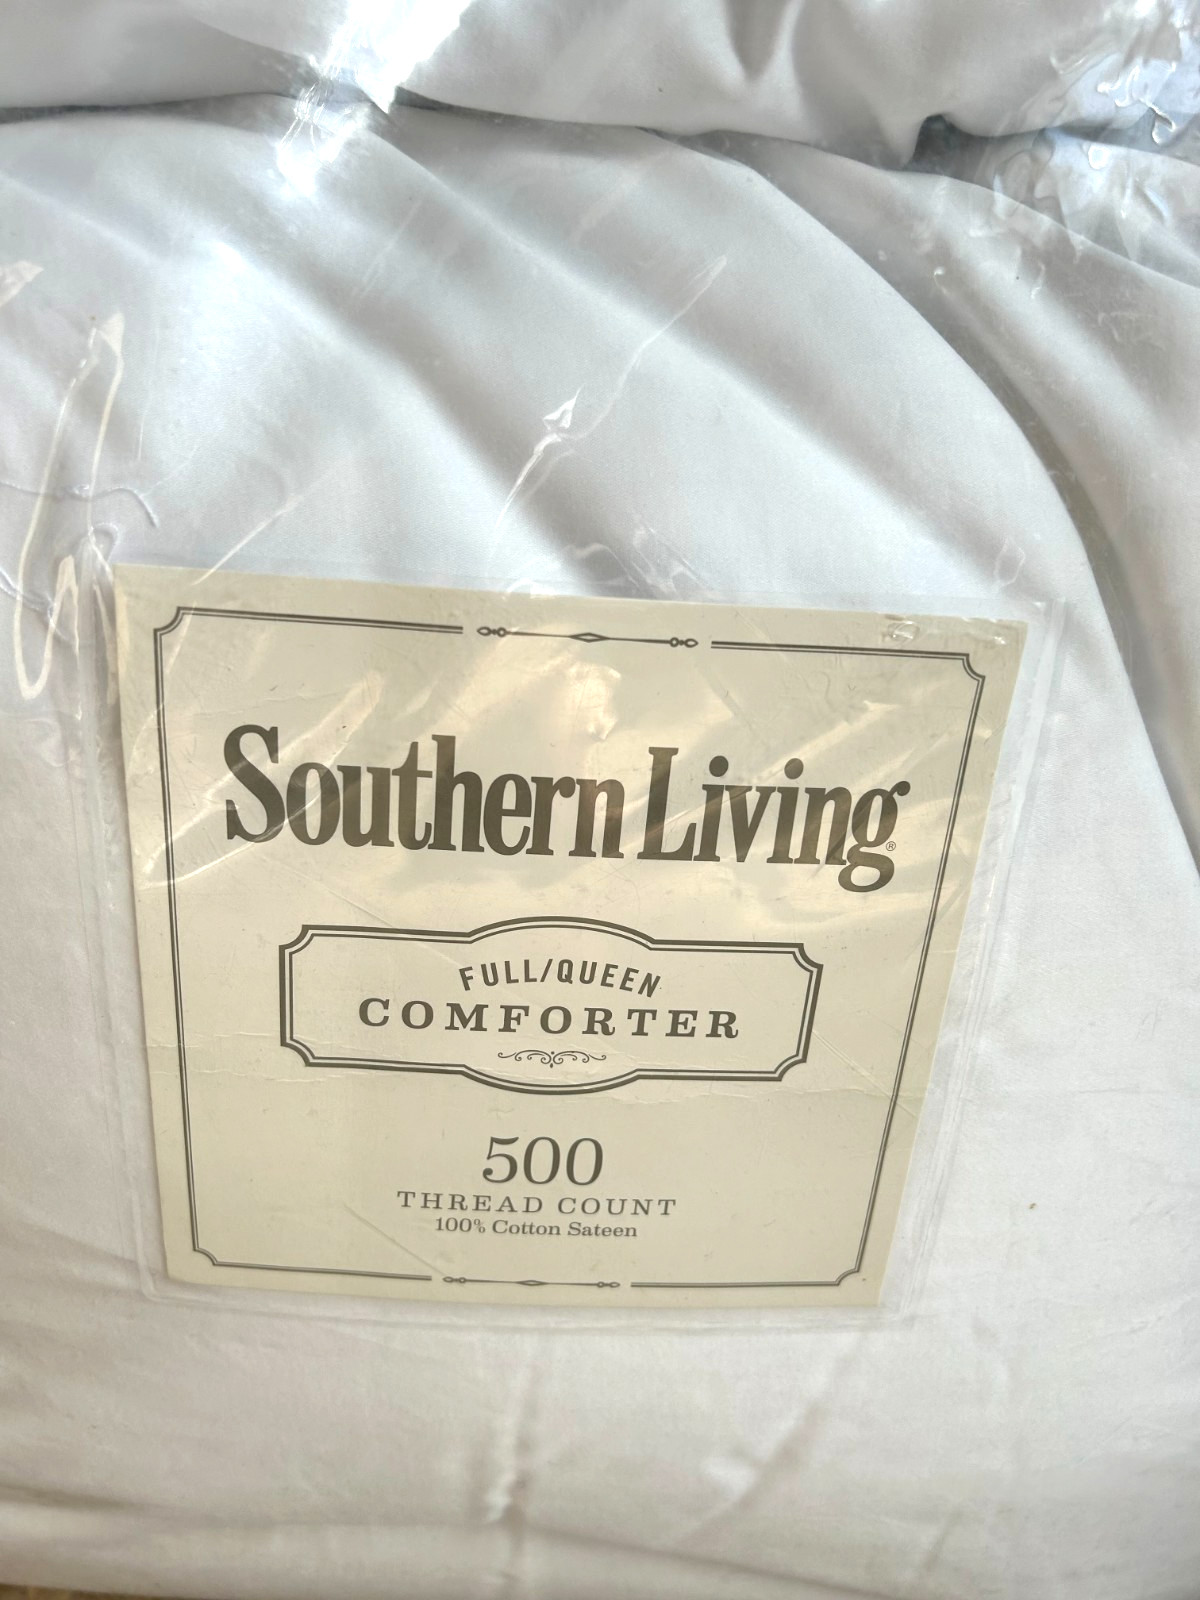 Southern Living®
FULL/QUEEN
COMFORTER
500
THREAD COUNT
100% Cotton Sateen